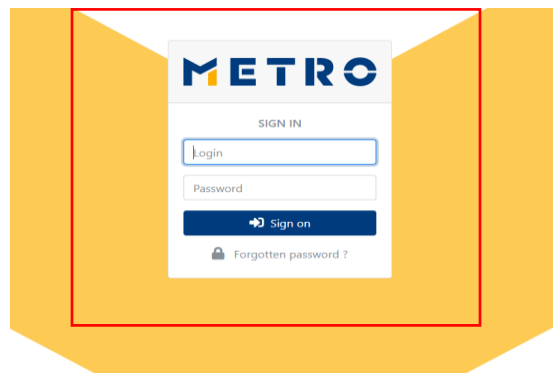 METRO
SIGN IN
Login
Password
Sign on
Forgotten password ?